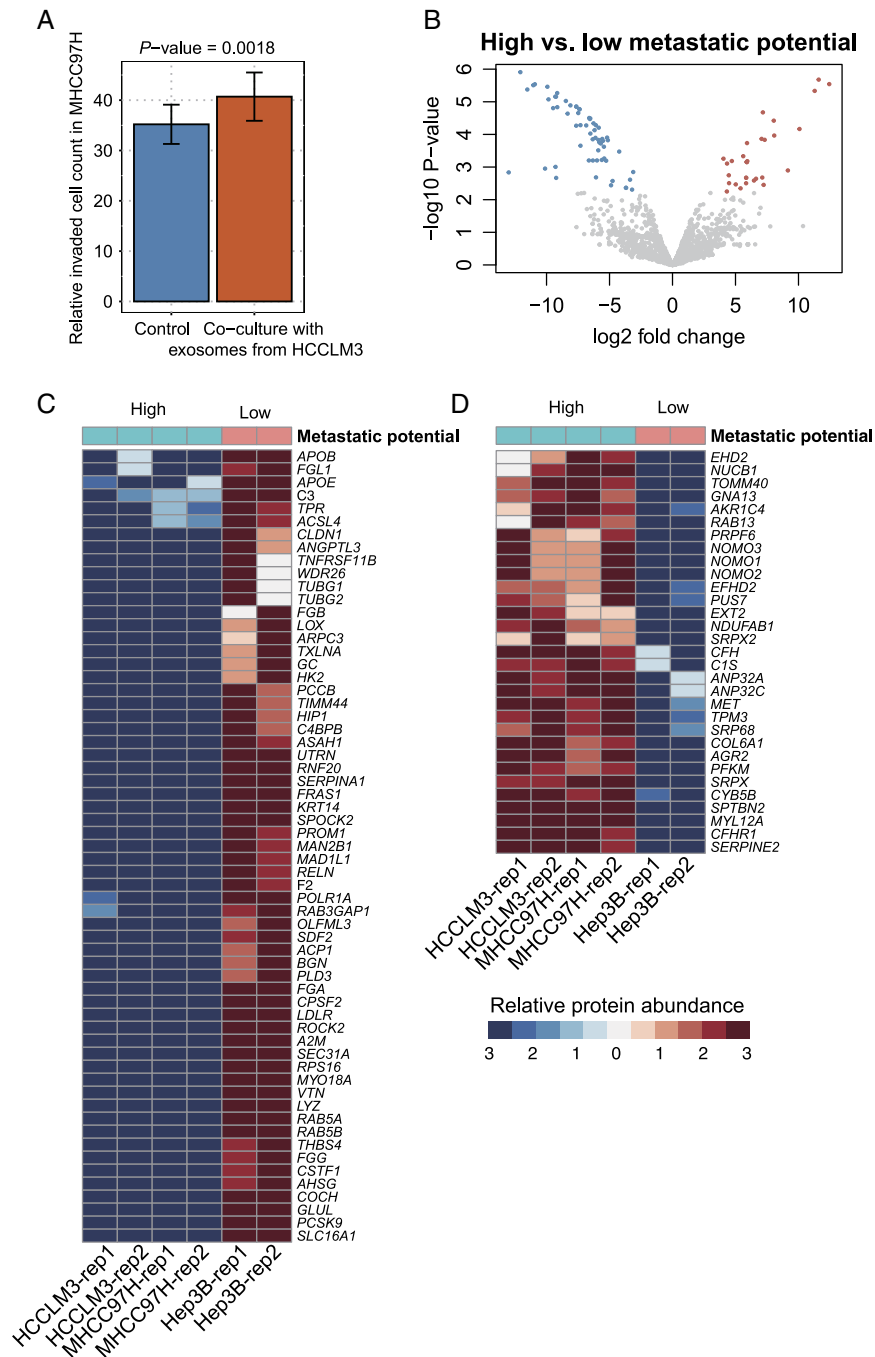 A
P-value = 0.0018
Relative invaded cell count in MHCC97H
40
30
20
10
0
Control
Co-culture with
exosomes from HCCLM3
B
High vs. low metastatic potential
−log10 P-value
6
5
4
3
2
1
0
−10
−5
0
5
10
log2 fold change
C
High
Low
Metastatic potential
APOB
FGL1
APOE
C3
TPR
ACSL4
CLDN1
ANGPTL3
TNFRSF11B
WDR26
TUBG1
TUBG2
FGB
LOX
ARPC3
TXLNA
GC
HK2
PCCB
TIMM44
HIP1
C4BPB
ASAH1
UTRN
RNF20
SERPINA1
FRAS1
KRT14
SPOCK2
PROM1
MAN2B1
MAD1L1
RELN
F2
POLR1A
RAB3GAP1
OLFML3
SDF2
ACP1
BGN
PLD3
FGA
CPSF2
LDLR
ROCK2
A2M
SEC31A
RPS16
MYO18A
VTN
LYZ
RAB5A
RAB5B
THBS4
FGG
CSTF1
AHSG
COCH
GLUL
PCSK9
SLC16A1
HCCLM3-rep1
HCCLM3-rep2
MHCC97H-rep1
MHCC97H-rep2
Hep3B-rep1
Hep3B-rep2
D
High
Low
Metastatic potential
EHD2
NUCB1
TOMM40
GNA13
AKR1C4
RAB13
PRPF6
NOMO3
NOMO1
NOMO2
EFHD2
PUS7
EXT2
NDUFAB1
SRPX2
CFH
C1S
ANP32A
ANP32C
MET
TPM3
SRP68
COL6A1
AGR2
PFKM
SRPX
CYB5B
SPTBN2
MYL12A
CFHR1
SERPINE2
HCCLM3-rep1
HCCLM3-rep2
MHCC97H-rep1
MHCC97H-rep2
Hep3B-rep1
Hep3B-rep2
Relative protein abundance
3 2 1 0 1 2 3